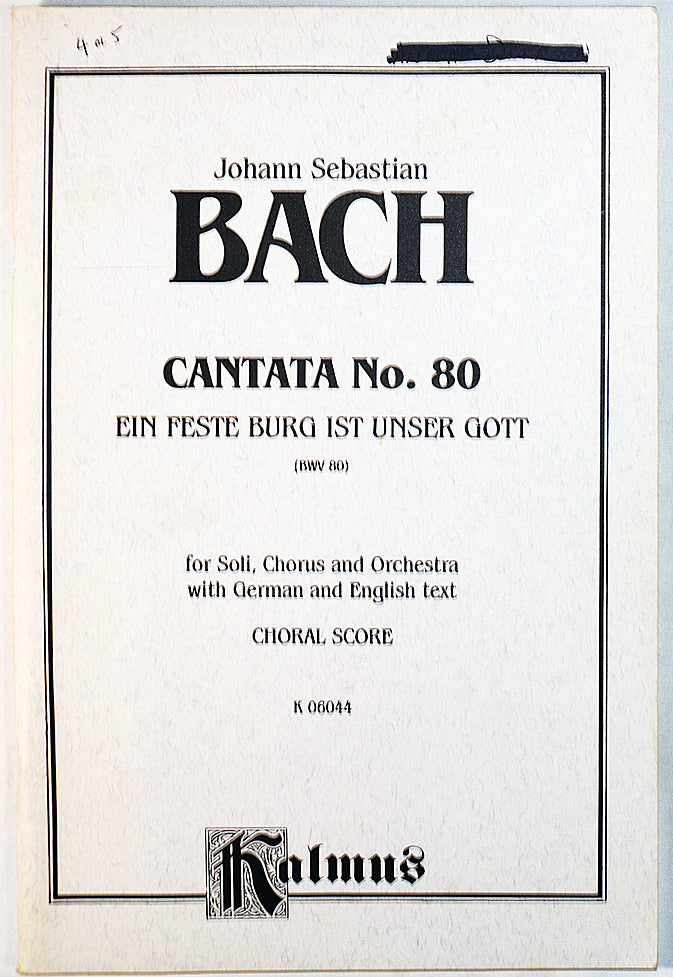 4 or 5
Johann Sebastian
BACH
CANTATA No. 80
EIN FESTE BURG IST UNSER GOTT
(BWV 80)
for Soli, Chorus and Orchestra
with German and English text
CHORAL SCORE
K 06044
Kalmus